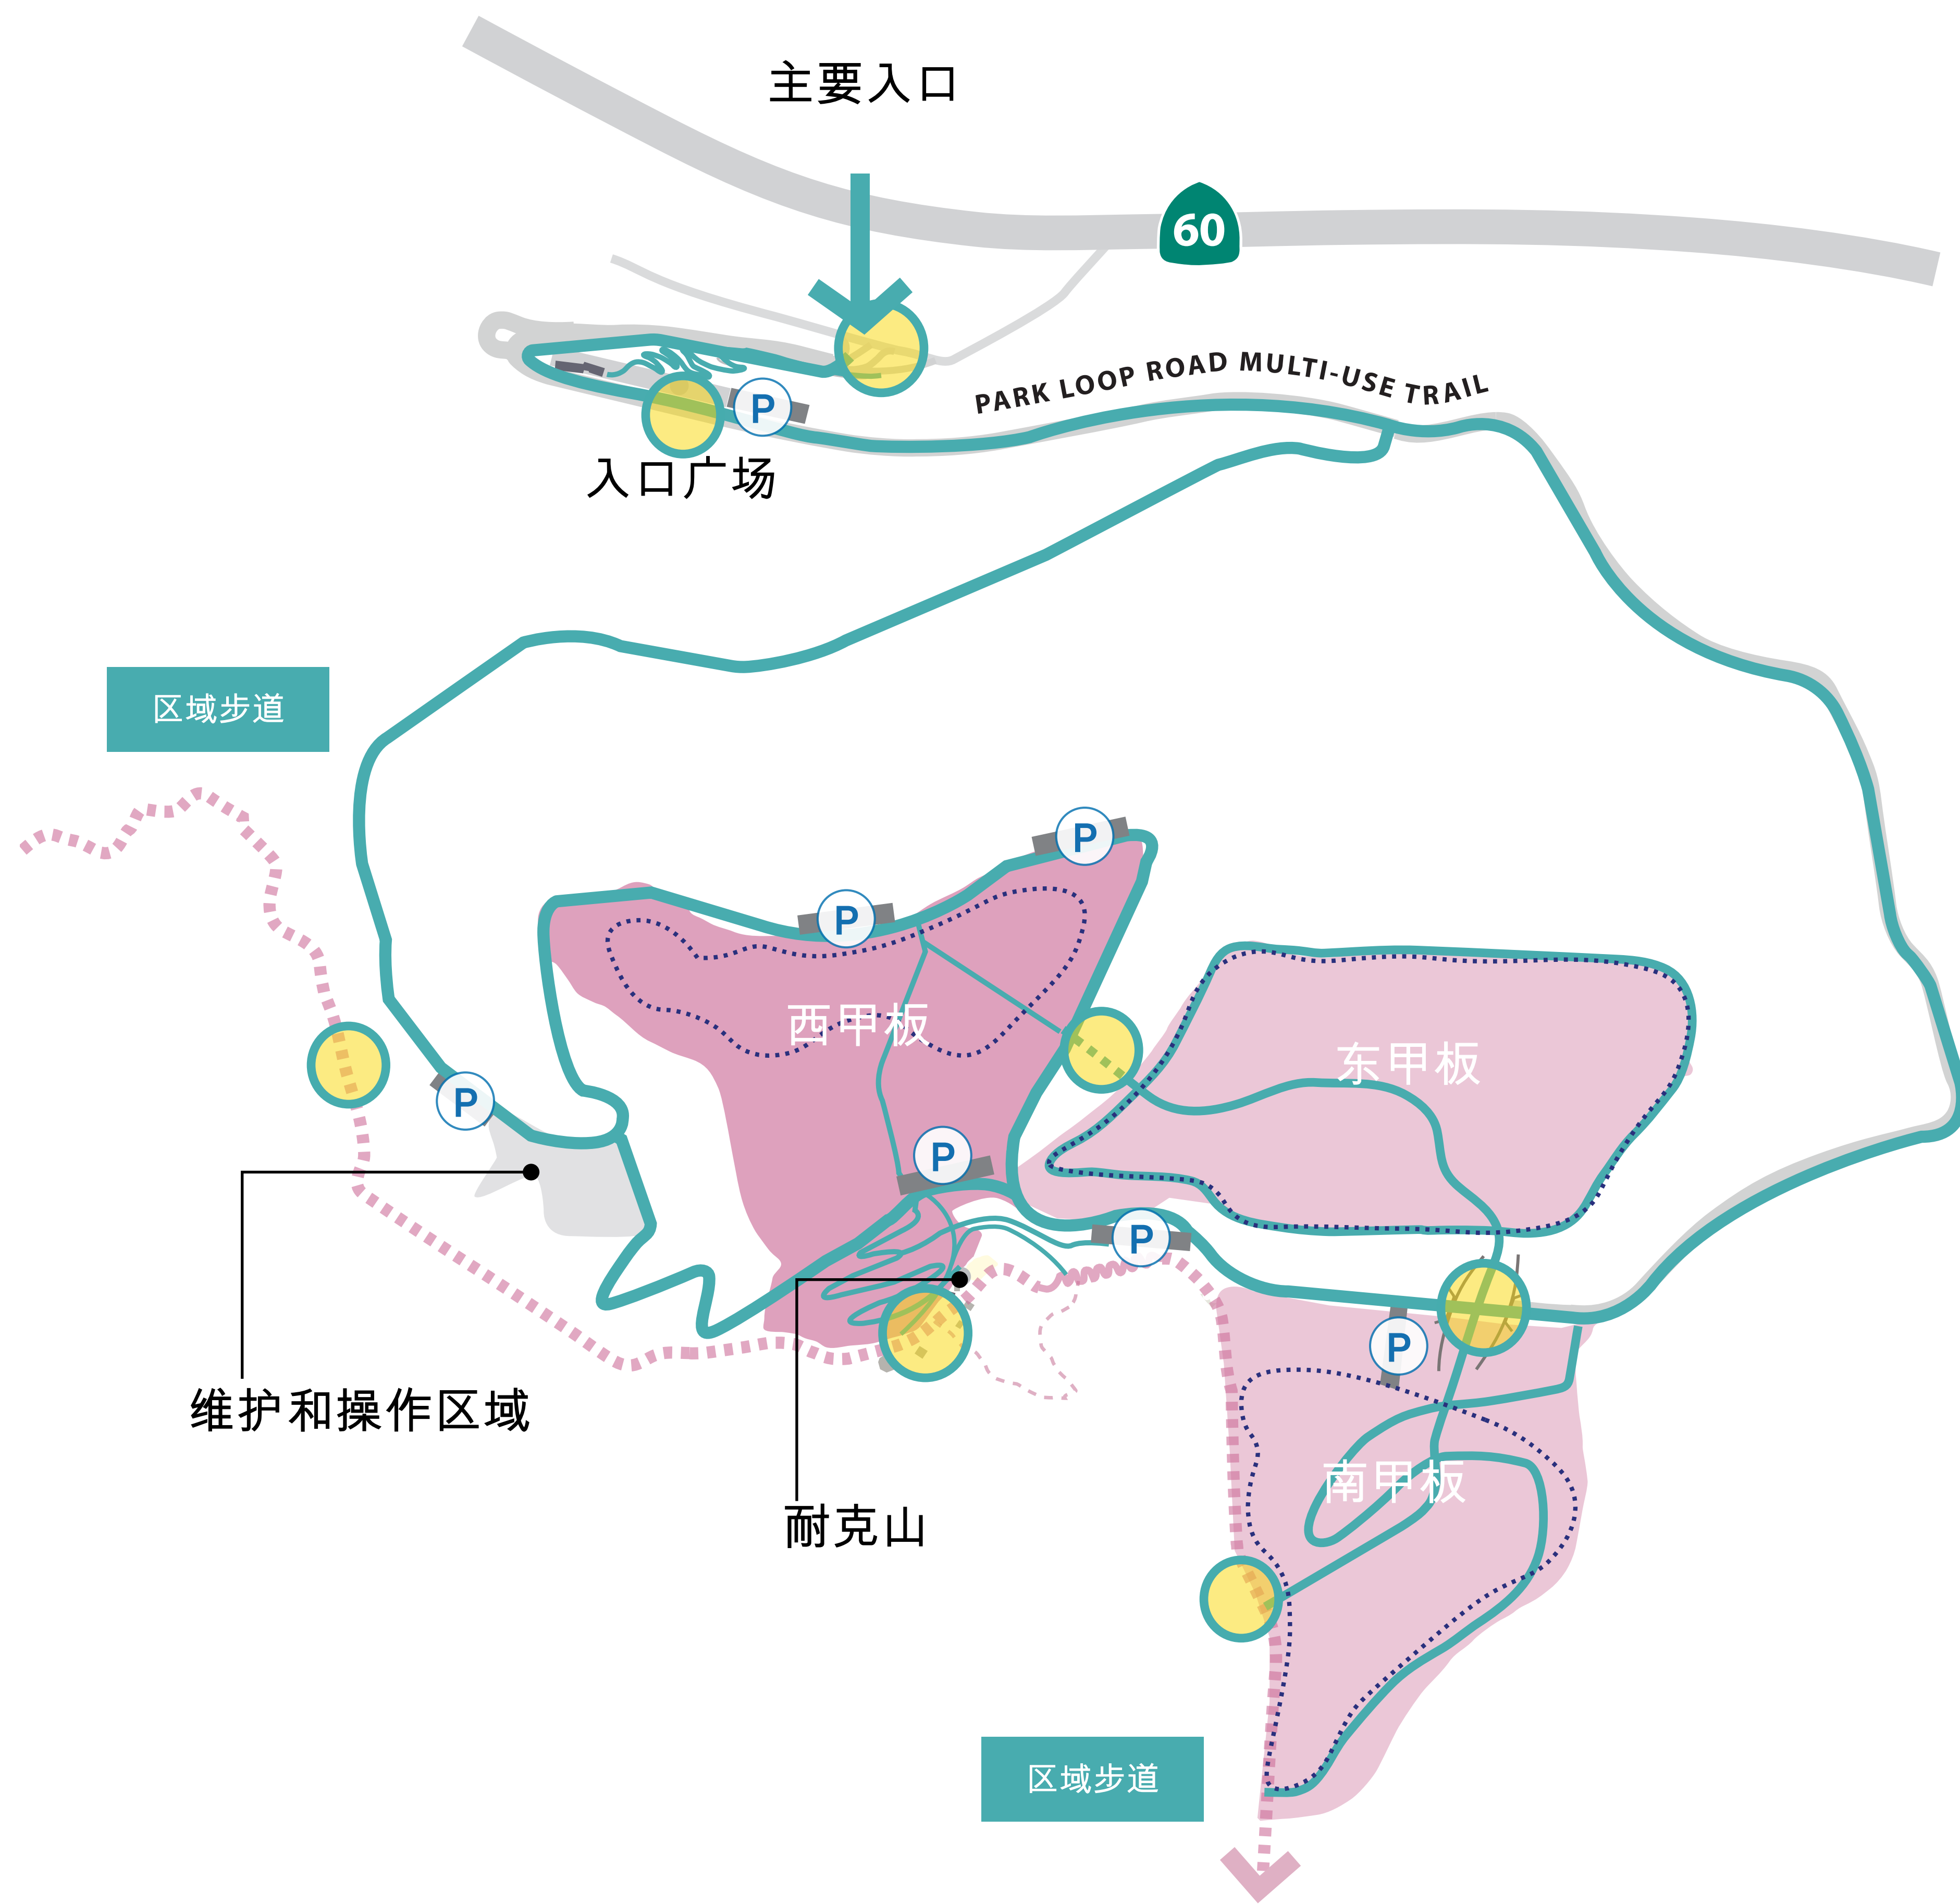 主要入口
60
PARK LOOP ROAD MULTI-USE TRAIL
P
入口广场
区域步道
P
P
西甲板
东甲板
P
P
P
P
维护和操作区域
南甲板
耐克山
区域步道